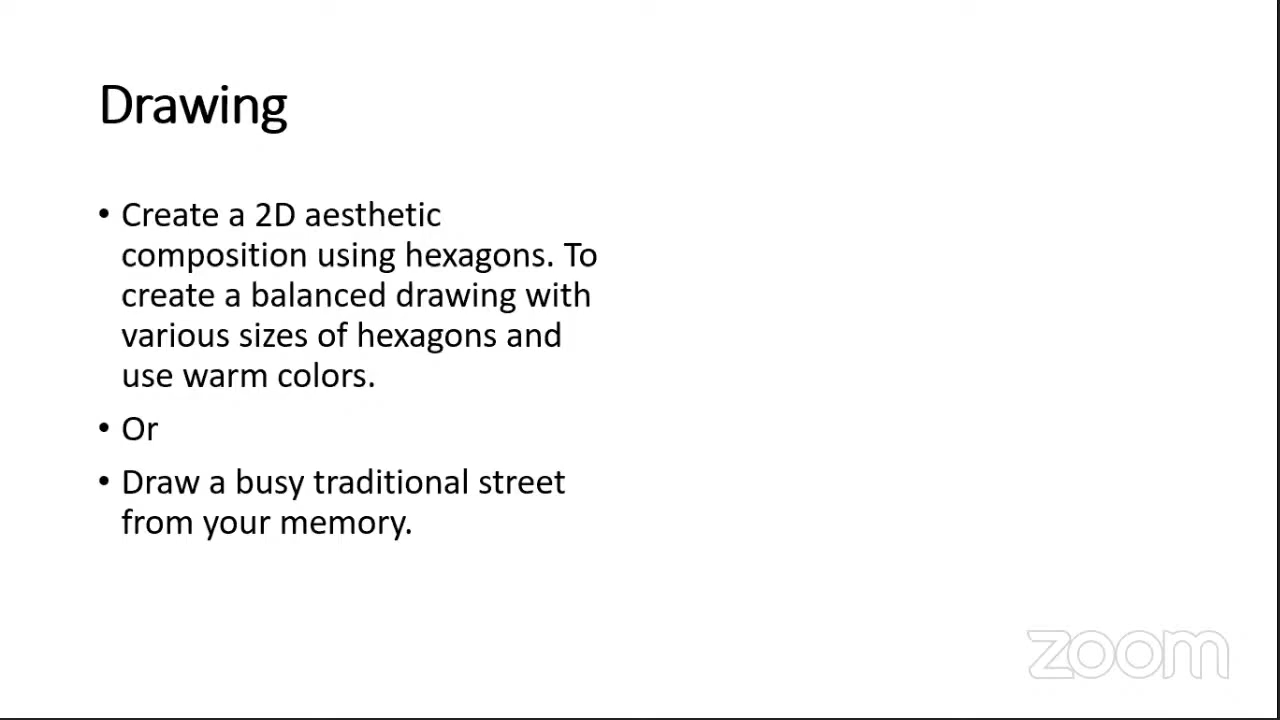 Drawing
• Create a 2D aesthetic
composition using hexagons. To
create a balanced drawing with
various sizes of hexagons and
use warm colors.
• Or
• Draw a busy traditional street
from your memory.
zoom